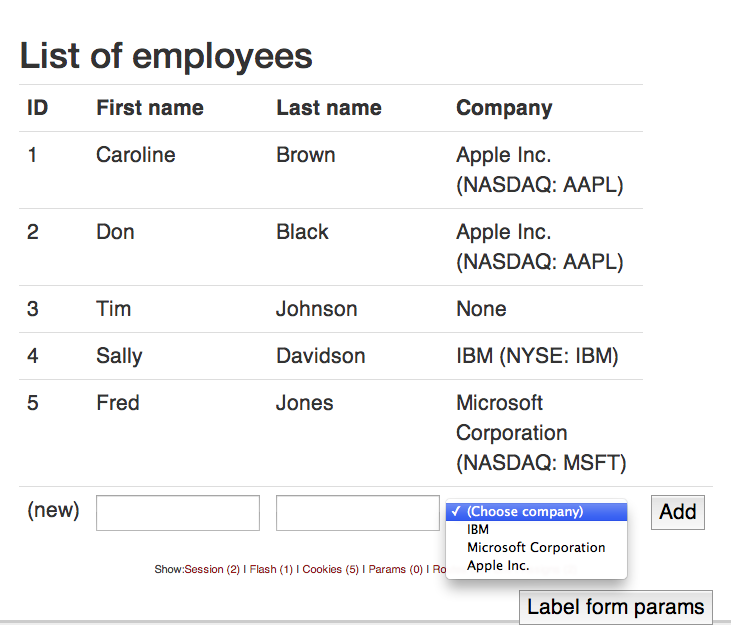 List of employees
ID First name Last name Company
1 Caroline Brown Apple Inc.
(NASDAQ: AAPL)
2 Don Black Apple Inc.
(NASDAQ: AAPL)
3 Tim Johnson None
4 Sally Davidson IBM (NYSE: IBM)
5 Fred Jones Microsoft
Corporation
(NASDAQ: MSFT)
(new) ✓ (Choose company) Add
IBM
Microsoft Corporation
Apple Inc.
Show:Session (2) | Flash (1) | Cookies (5) | Params (0) |
Label form params